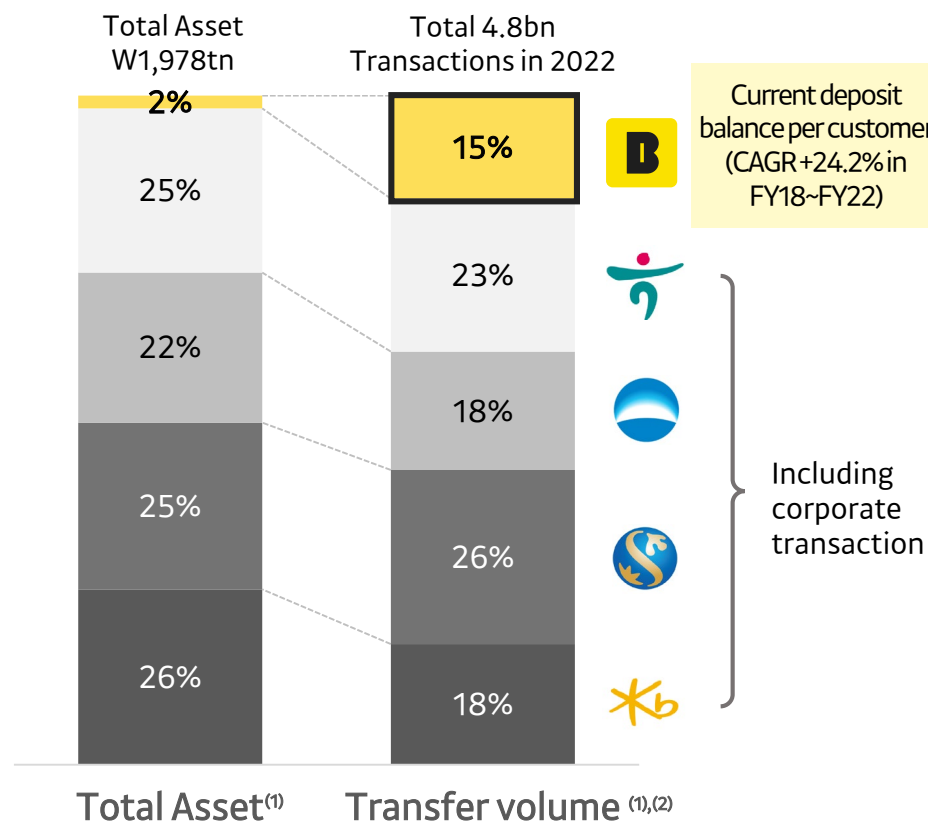 Total Asset
W1,978tn
Total 4.8bn
Transactions in 2022
2%
25%
22%
25%
26%
15%
23%
18%
26%
18%
B
Kb
Current deposit
balance per customer
(CAGR +24.2% in
FY18~FY22)
Including
corporate
transaction
Total Asset(1)
Transfer volume (1),(2)